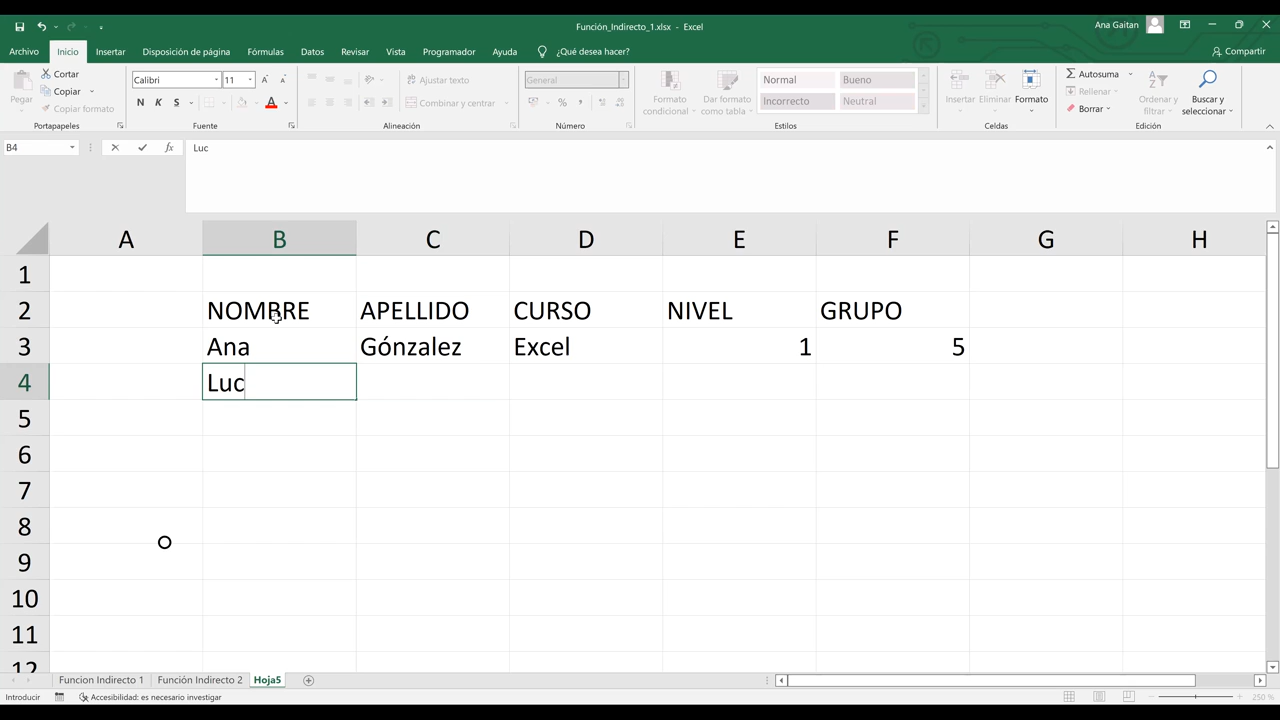 Función_Indirecto_1.xlsx - Excel
Ana Gaitan
Archivo Inicio Insertar Disposición de página Fórmulas Datos Revisar Vista Programador Ayuda ¿Qué desea hacer? Compartir
Pegar
Cortar
Copiar
Copiar formato
Portapapeles
Calibri 11
N K S
Fuente
Ajustar texto
Combinar y centrar
Alineación
General
% 000
Número
Formato condicional
Dar formato como tabla
Normal Bueno
Incorrecto Neutral
Estilos
Insertar Eliminar Formato
Celdas
Autosuma
Rellenar
Borrar
Ordenar y filtrar
Buscar y seleccionar
Edición
B4 fx Luc
A B C D E F G H
1
2 NOMBRE APELLIDO CURSO NIVEL GRUPO
3 Ana Gónzalez Excel 1 5
4 Luc
5
6
7
8
9
10
11
12
Funcion Indirecto 1 Función Indirecto 2 Hoja5
Introducir Accesibilidad: es necesario investigar 250 %